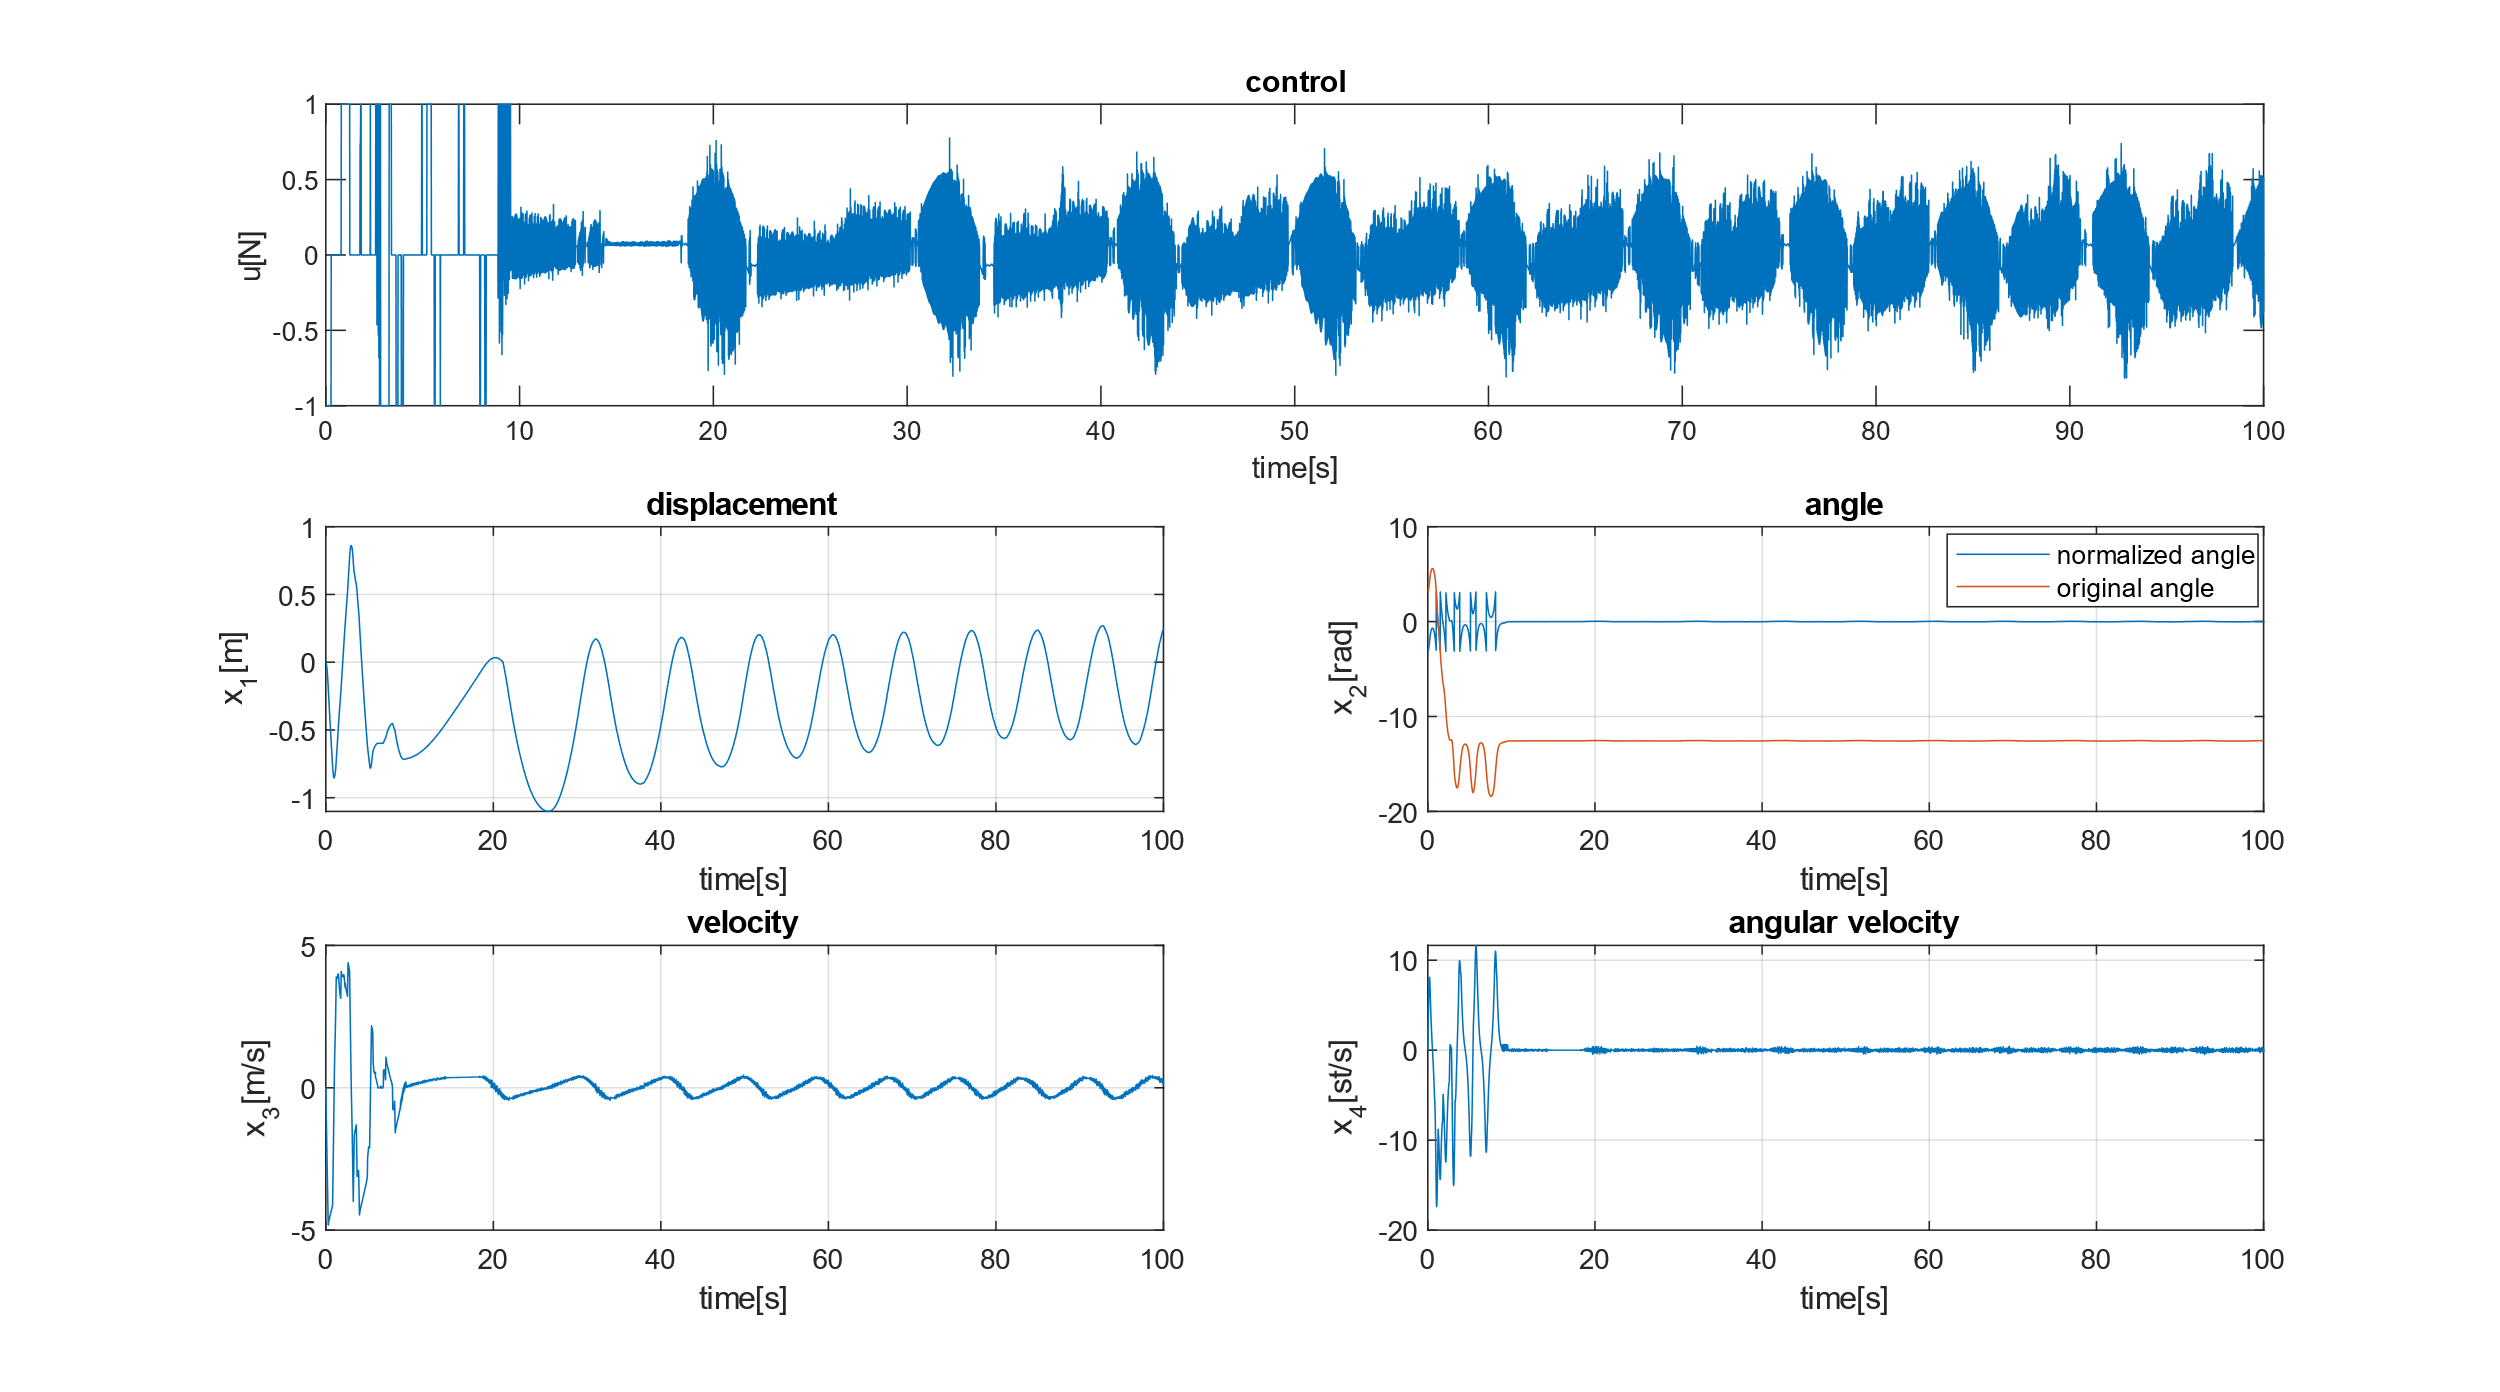 control
1
0.5
0
-0.5
-1
u[N]
0 10 20 30 40 50 60 70 80 90 100
time[s]
displacement
1
0.5
0
-0.5
-1
x1[m]
0 20 40 60 80 100
time[s]
angle
10
0
-10
-20
x2[rad]
normalized angle
original angle
0 20 40 60 80 100
time[s]
velocity
5
0
-5
x3[m/s]
0 20 40 60 80 100
time[s]
angular velocity
10
0
-10
-20
x4[st/s]
0 20 40 60 80 100
time[s]